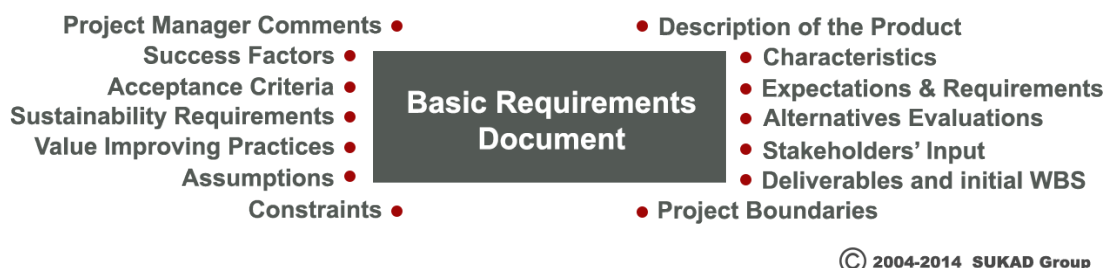 Project Manager Comments
Success Factors
Acceptance Criteria
Sustainability Requirements
Value Improving Practices
Assumptions
Constraints
Basic Requirements
Document
Description of the Product
Characteristics
Expectations & Requirements
Alternatives Evaluations
Stakeholders’ Input
Deliverables and initial WBS
Project Boundaries
© 2004-2014 SUKAD Group